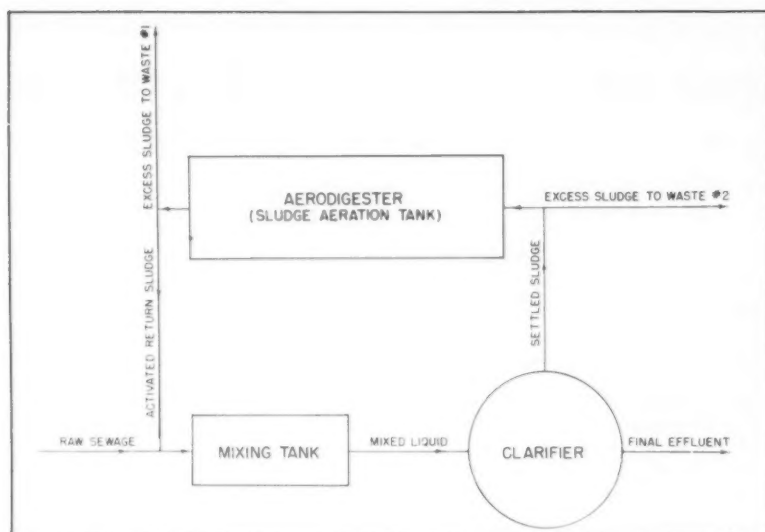 EXCESS SLUDGE TO WASTE #1
AERODIGESTER
(SLUDGE AERATION TANK)
EXCESS SLUDGE TO WASTE #2
ACTIVATED RETURN SLUDGE
SETTLED SLUDGE
RAW SEWAGE
MIXING TANK
MIXED LIQUID
CLARIFIER
FINAL EFFLUENT